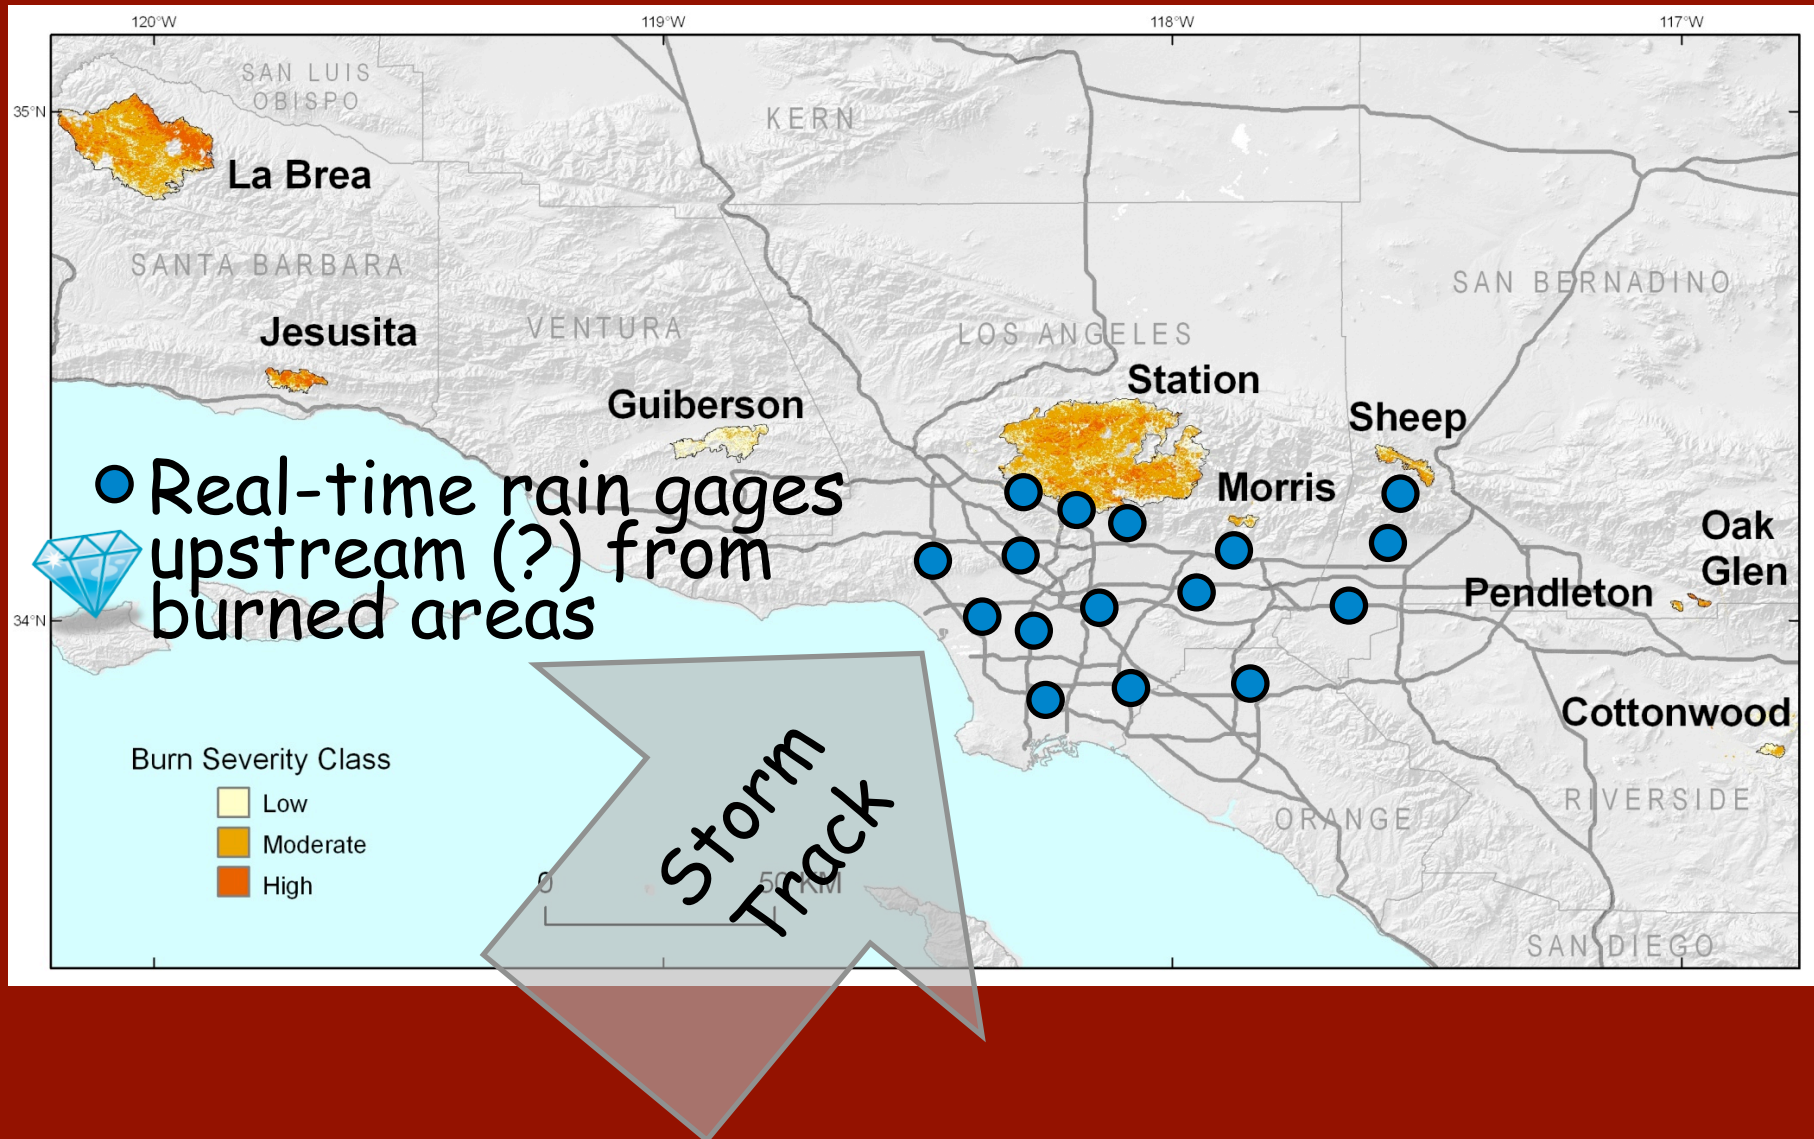 120°W
119°W
118°W
117°W
35°N
34°N
SAN LUIS
OBISPO
KERN
La Brea
SANTA BARBARA
SAN BERNADINO
Jesusita
VENTURA
LOS ANGELES
Station
Guiberson
Sheep
Morris
Real-time rain gages
upstream (?) from
burned areas
Oak
Glen
Pendleton
Cottonwood
Burn Severity Class
Low
Moderate
High
Storm
Track
0
50 KM
ORANGE
RIVERSIDE
SAN DIEGO